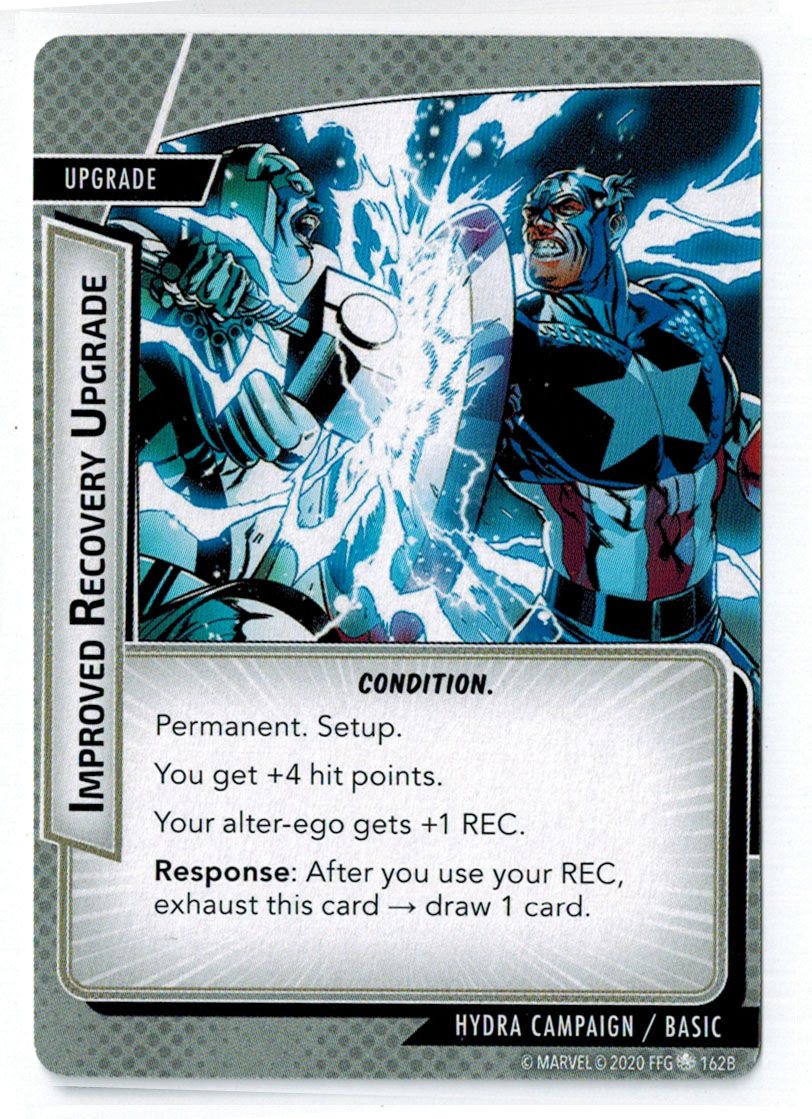 UPGRADE
IMPROVED RECOVERY UPGRADE
CONDITION.
Permanent. Setup.
You get +4 hit points.
Your alter-ego gets +1 REC.
Response: After you use your REC,
exhaust this card → draw 1 card.
HYDRA CAMPAIGN / BASIC
© MARVEL © 2020 FFG 162B